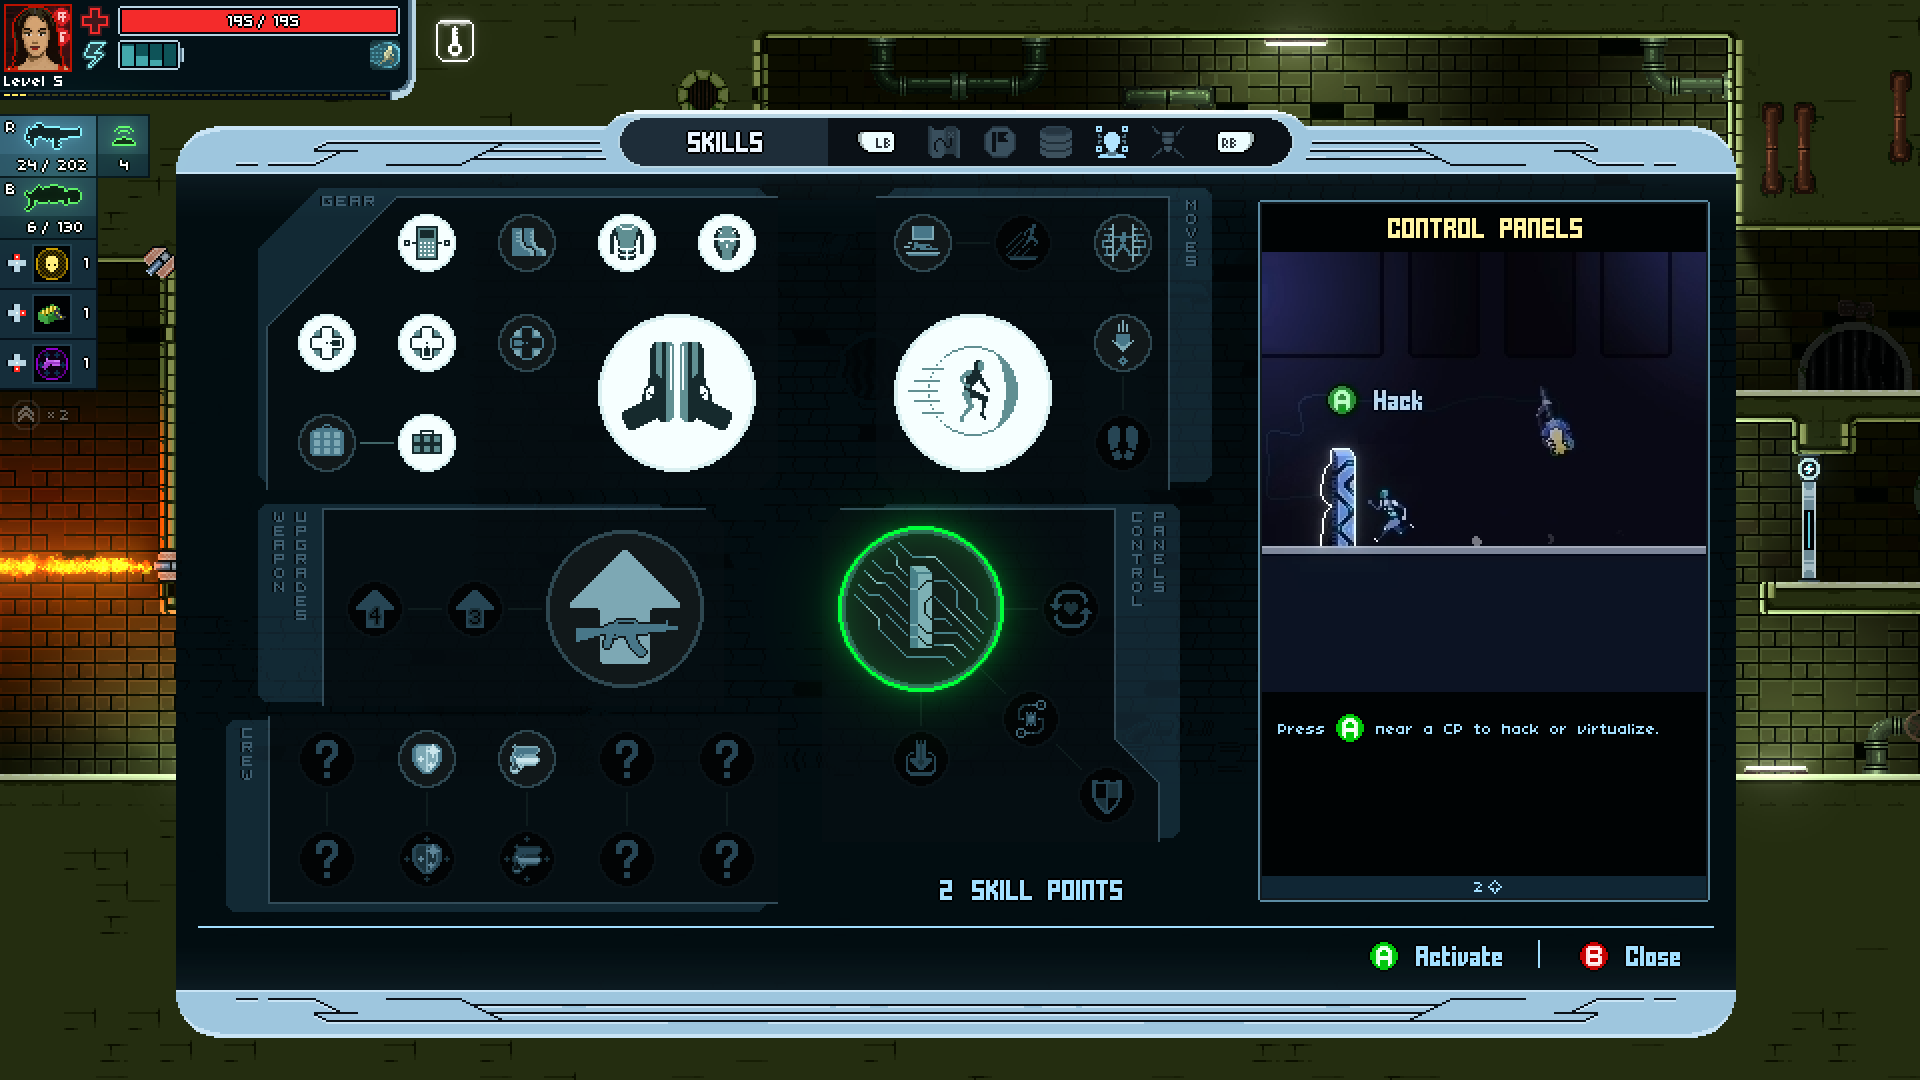 195 / 195
Level 5
R
24 / 202
4
B
6 / 130
1
1
1
× 2
SKILLS
LB
RB
GEAR
MOVES
WEAPON UPGRADES
4
3
CONTROL PANELS
CREW
?
?
?
?
?
?
2 SKILL POINTS
CONTROL PANELS
A Hack
Press A near a CP to hack or virtualize.
2
A Activate
B Close